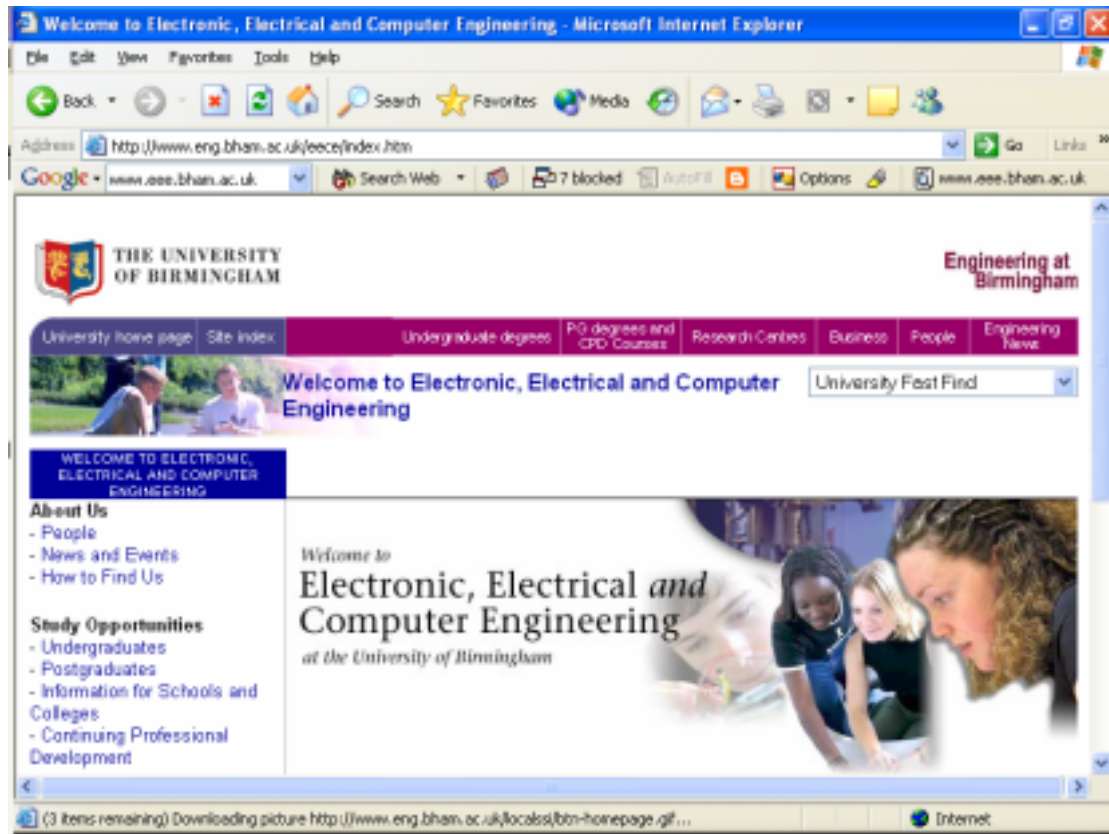 Welcome to Electronic, Electrical and Computer Engineering - Microsoft Internet Explorer
File Edit View Favorites Tools Help
Back Search Favorites Media
Address http://www.eng.bham.ac.uk/eece/index.htm Go Links »
Google www.eee.bham.ac.uk Search Web 7 blocked AutoFill Options www.eee.bham.ac.uk
THE UNIVERSITY
OF BIRMINGHAM
Engineering at
Birmingham
University home page Site index Undergraduate degrees PG degrees and CPD Courses Research Centres Business People Engineering News
Welcome to Electronic, Electrical and Computer
Engineering
University Fast Find
WELCOME TO ELECTRONIC,
ELECTRICAL AND COMPUTER
ENGINEERING
About Us
- People
- News and Events
- How to Find Us
Study Opportunities
- Undergraduates
- Postgraduates
- Information for Schools and
Colleges
- Continuing Professional
Development
Welcome to
Electronic, Electrical and
Computer Engineering
at the University of Birmingham
(3 items remaining) Downloading picture http://www.eng.bham.ac.uk/localssi/btn-homepage.gif... Internet